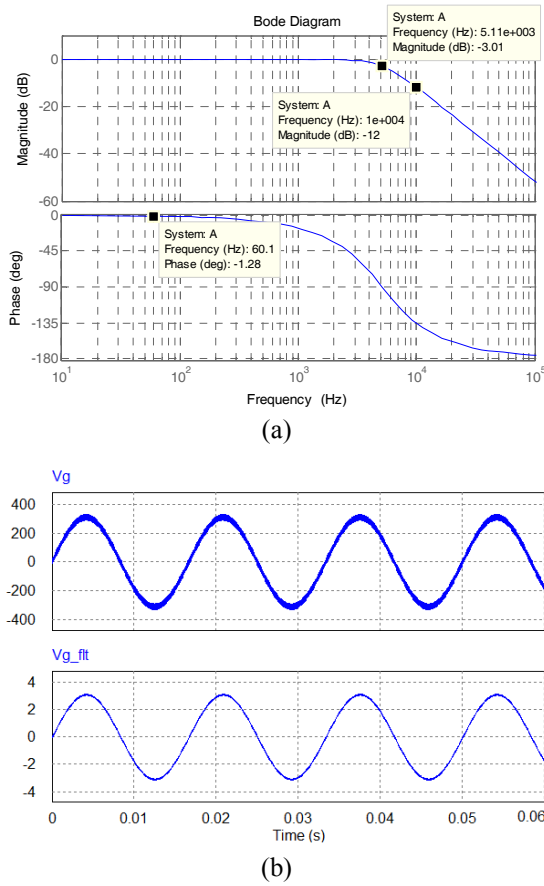 Bode Diagram
System: A
Frequency (Hz): 5.11e+003
Magnitude (dB): -3.01
System: A
Frequency (Hz): 1e+004
Magnitude (dB): -12
Magnitude (dB)
0
-20
-40
-60
System: A
Frequency (Hz): 60.1
Phase (deg): -1.28
Phase (deg)
0
-45
-90
-135
-180
10^1 10^2 10^3 10^4 10^5
Frequency (Hz)
(a)
Vg
400
200
0
-200
-400
Vg_flt
4
2
0
-2
-4
0 0.01 0.02 0.03 0.04 0.05 0.06
Time (s)
(b)